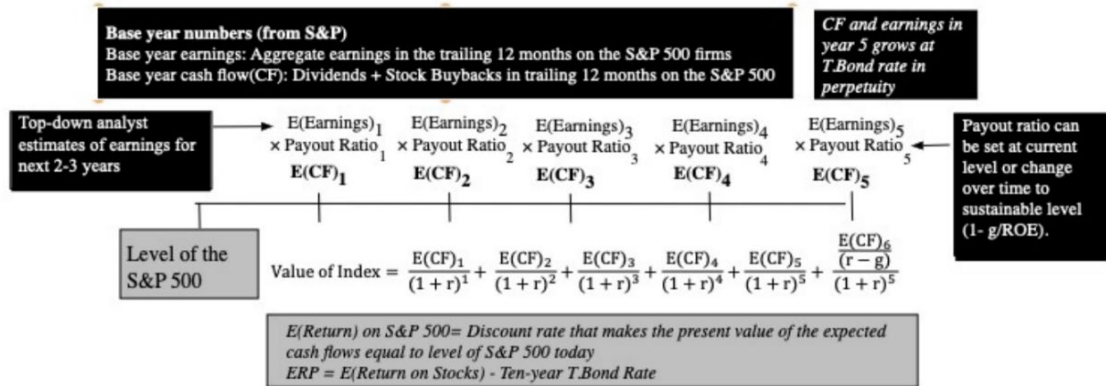 Base year numbers (from S&P)
Base year earnings: Aggregate earnings in the trailing 12 months on the S&P 500 firms
Base year cash flow(CF): Dividends + Stock Buybacks in trailing 12 months on the S&P 500
CF and earnings in
year 5 grows at
T.Bond rate in
perpetuity
Top-down analyst
estimates of earnings for
next 2-3 years
E(Earnings)₁ E(Earnings)₂ E(Earnings)₃ E(Earnings)₄ E(Earnings)₅
× Payout Ratio₁ × Payout Ratio₂ × Payout Ratio₃ × Payout Ratio₄ × Payout Ratio₅
E(CF)₁ E(CF)₂ E(CF)₃ E(CF)₄ E(CF)₅
Payout ratio can
be set at current
level or change
over time to
sustainable level
(1- g/ROE).
Level of the
S&P 500
Value of Index = E(CF)₁/(1 + r)¹ + E(CF)₂/(1 + r)² + E(CF)₃/(1 + r)³ + E(CF)₄/(1 + r)⁴ + E(CF)₅/(1 + r)⁵ + E(CF)₆/(r − g)/(1 + r)⁵
E(Return) on S&P 500= Discount rate that makes the present value of the expected
cash flows equal to level of S&P 500 today
ERP = E(Return on Stocks) - Ten-year T.Bond Rate